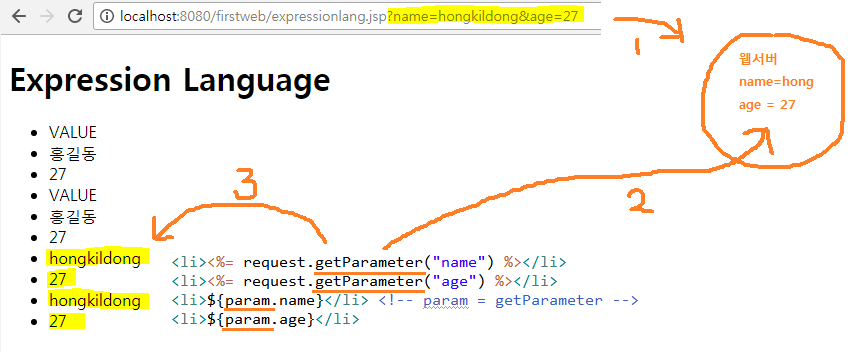 localhost:8080/firstweb/expressionlang.jsp?name=hongkildong&age=27
1
웹서버
name=hong
age = 27
Expression Language
VALUE
홍길동
27
VALUE
홍길동
27
3
2
hongkildong
27
hongkildong
27
<li><%= request.getParameter("name") %></li>
<li><%= request.getParameter("age") %></li>
<li>${param.name}</li> <!-- param = getParameter -->
<li>${param.age}</li>